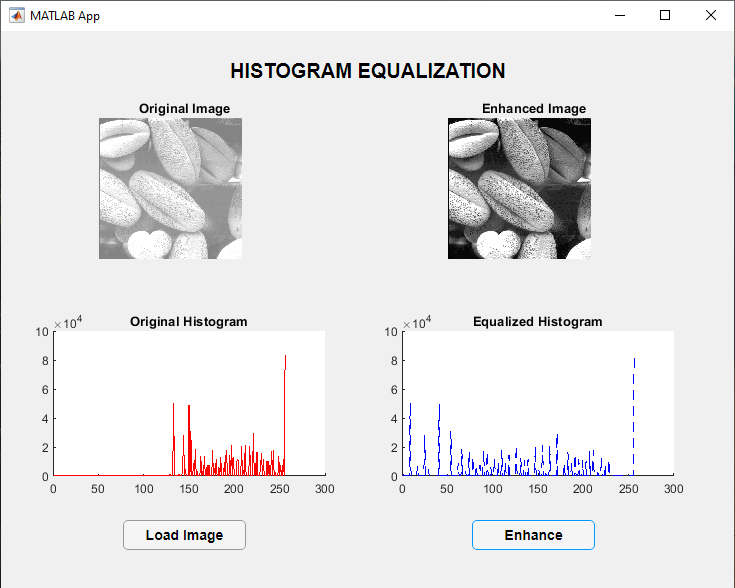 MATLAB App
HISTOGRAM EQUALIZATION
Original Image
Enhanced Image
Original Histogram
×10^4
10
8
6
4
2
0
0 50 100 150 200 250 300
Equalized Histogram
×10^4
10
8
6
4
2
0
0 50 100 150 200 250 300
Load Image
Enhance